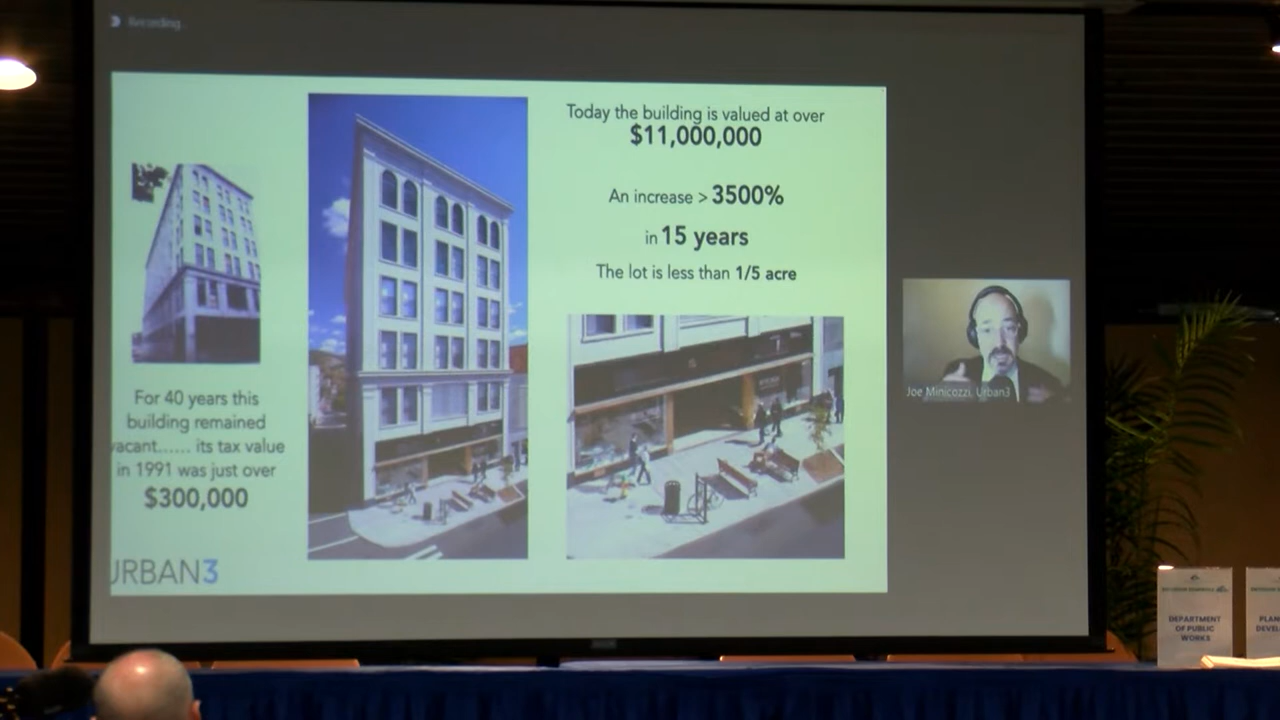 Recording...
Today the building is valued at over
$11,000,000
An increase > 3500%
in 15 years
The lot is less than 1/5 acre
For 40 years this
building remained
vacant...... its tax value
in 1991 was just over
$300,000
URBAN3
Joe Minicozzi, Urban3
DEPARTMENT
OF PUBLIC
WORKS
PLAN
DEVEL